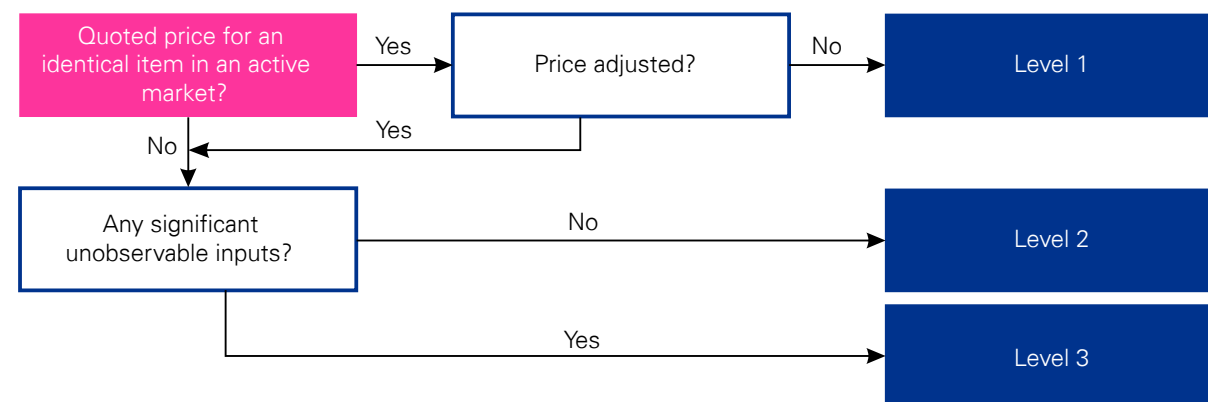 Quoted price for an
identical item in an active
market?
Yes
Price adjusted?
No
Level 1
Yes
No
Any significant
unobservable inputs?
No
Level 2
Yes
Level 3